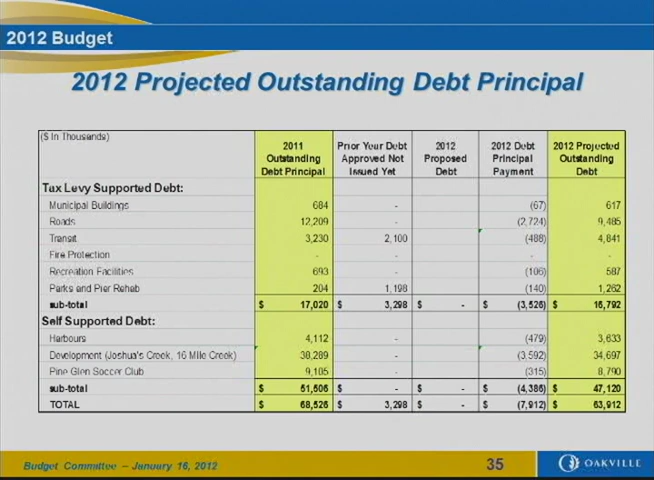 2012 Budget
2012 Projected Outstanding Debt Principal
($ In Thousands) 2011 Outstanding Debt Principal Prior Year Debt Approved Not Issued Yet 2012 Proposed Debt 2012 Debt Principal Payment 2012 Projected Outstanding Debt
Tax Levy Supported Debt:
Municipal Buildings 684 - (67) 617
Roads 12,209 - (2,724) 9,485
Transit 3,230 2,100 (488) 4,841
Fire Protection - - - -
Recreation Facilities 693 - (106) 587
Parks and Pier Rehab 204 1,198 (140) 1,262
sub-total $ 17,020 $ 3,298 $ - $ (3,526) $ 16,792
Self Supported Debt:
Harbours 4,112 - (479) 3,633
Development (Joshua's Creek, 16 Mile Creek) 38,289 - (3,592) 34,697
Pine Glen Soccer Club 9,105 - (315) 8,790
sub-total $ 51,506 $ - $ - $ (4,386) $ 47,120
TOTAL $ 68,526 $ 3,298 $ - $ (7,912) $ 63,912
Budget Committee – January 16, 2012 35 OAKVILLE